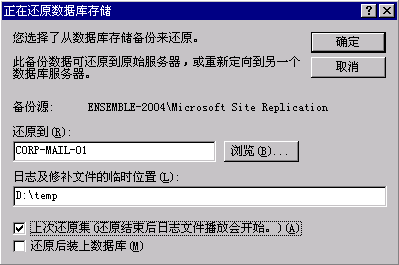 正在还原数据库存储
您选择了从数据库存储备份来还原。
确定
此备份数据可还原到原始服务器，或重新定向到另一个
数据库服务器。
取消
备份源: ENSEMBLE-2004\Microsoft Site Replication
还原到(R):
CORP-MAIL-01
浏览(B)...
日志及修补文件的临时位置(L):
D:\temp
上次还原集(还原结束后日志文件播放会开始。)(A)
还原后装上数据库(M)